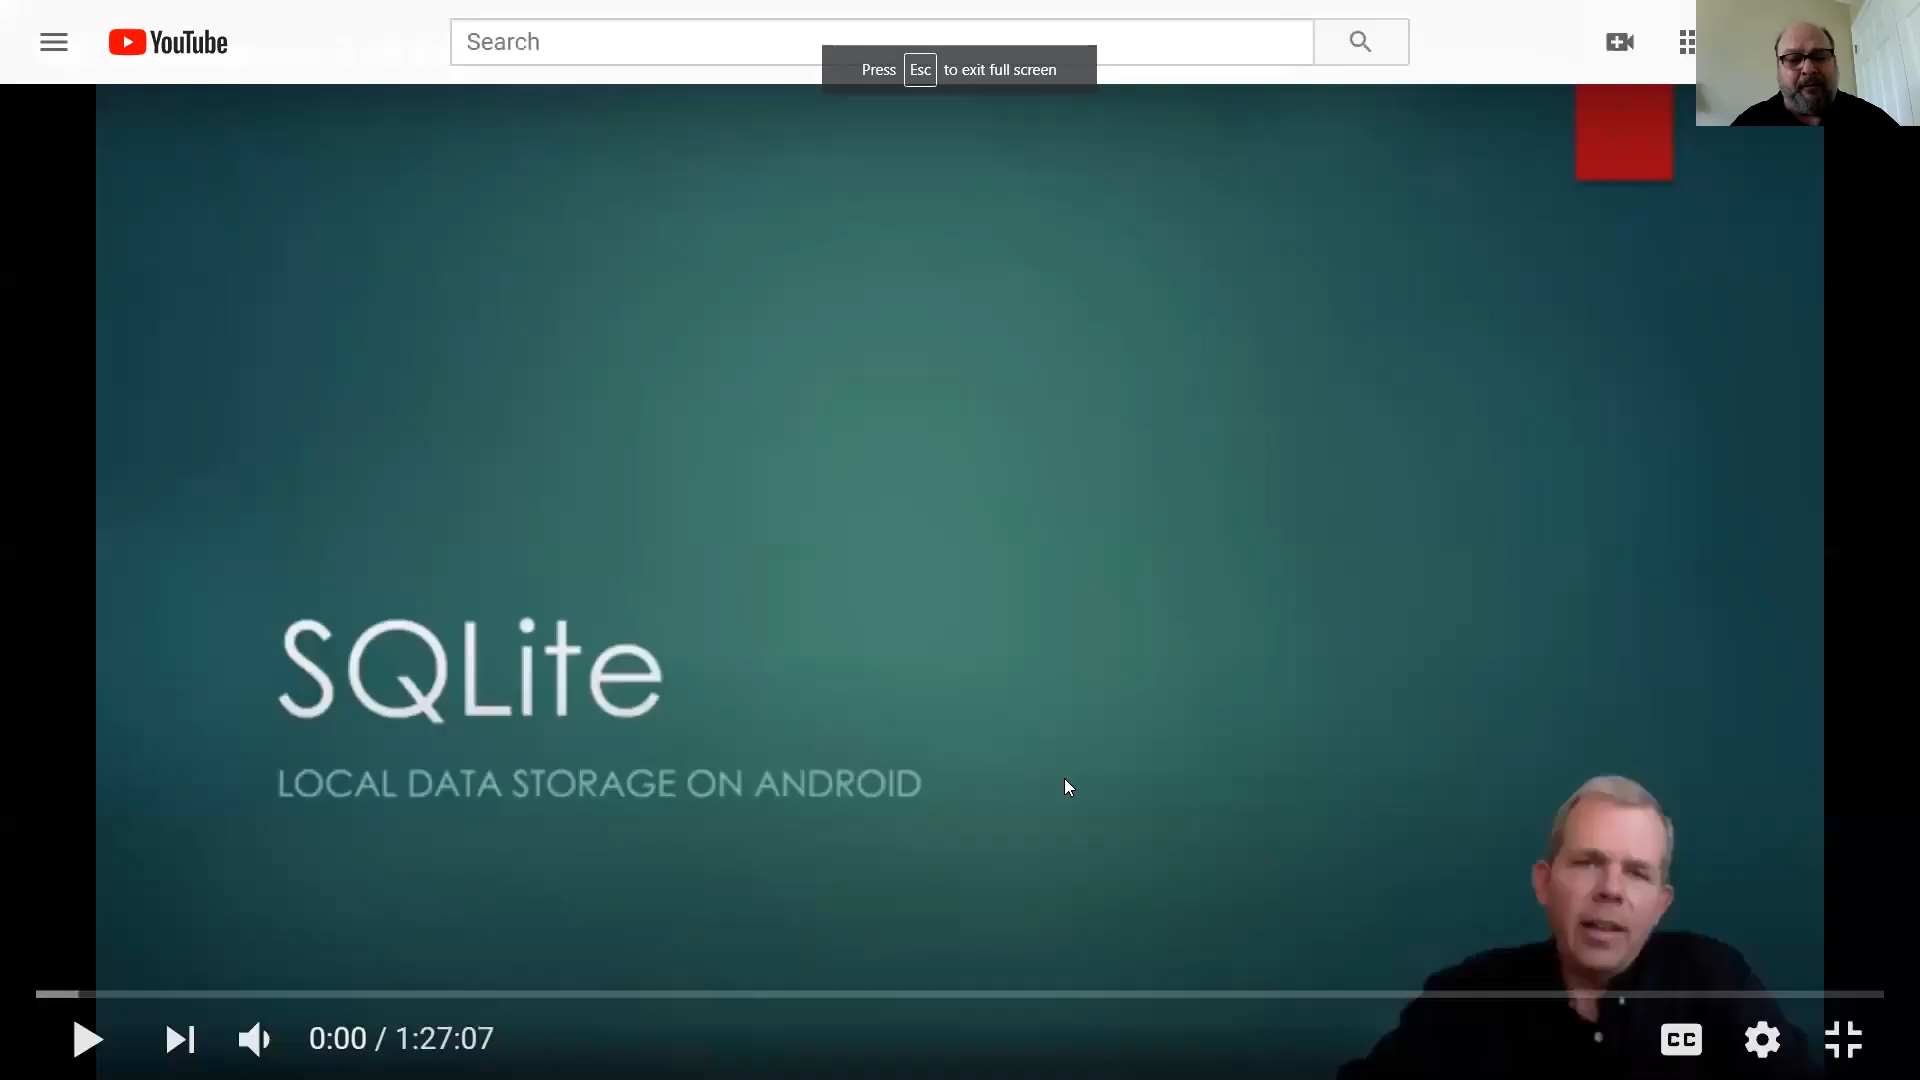 YouTube
Search
Press Esc to exit full screen
SQLite
LOCAL DATA STORAGE ON ANDROID
0:00 / 1:27:07
CC